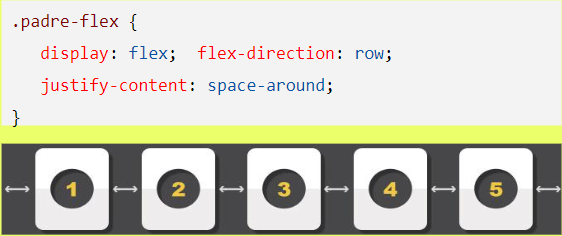 .padre-flex {
display: flex;  flex-direction: row;
justify-content: space-around;
}
1 2 3 4 5